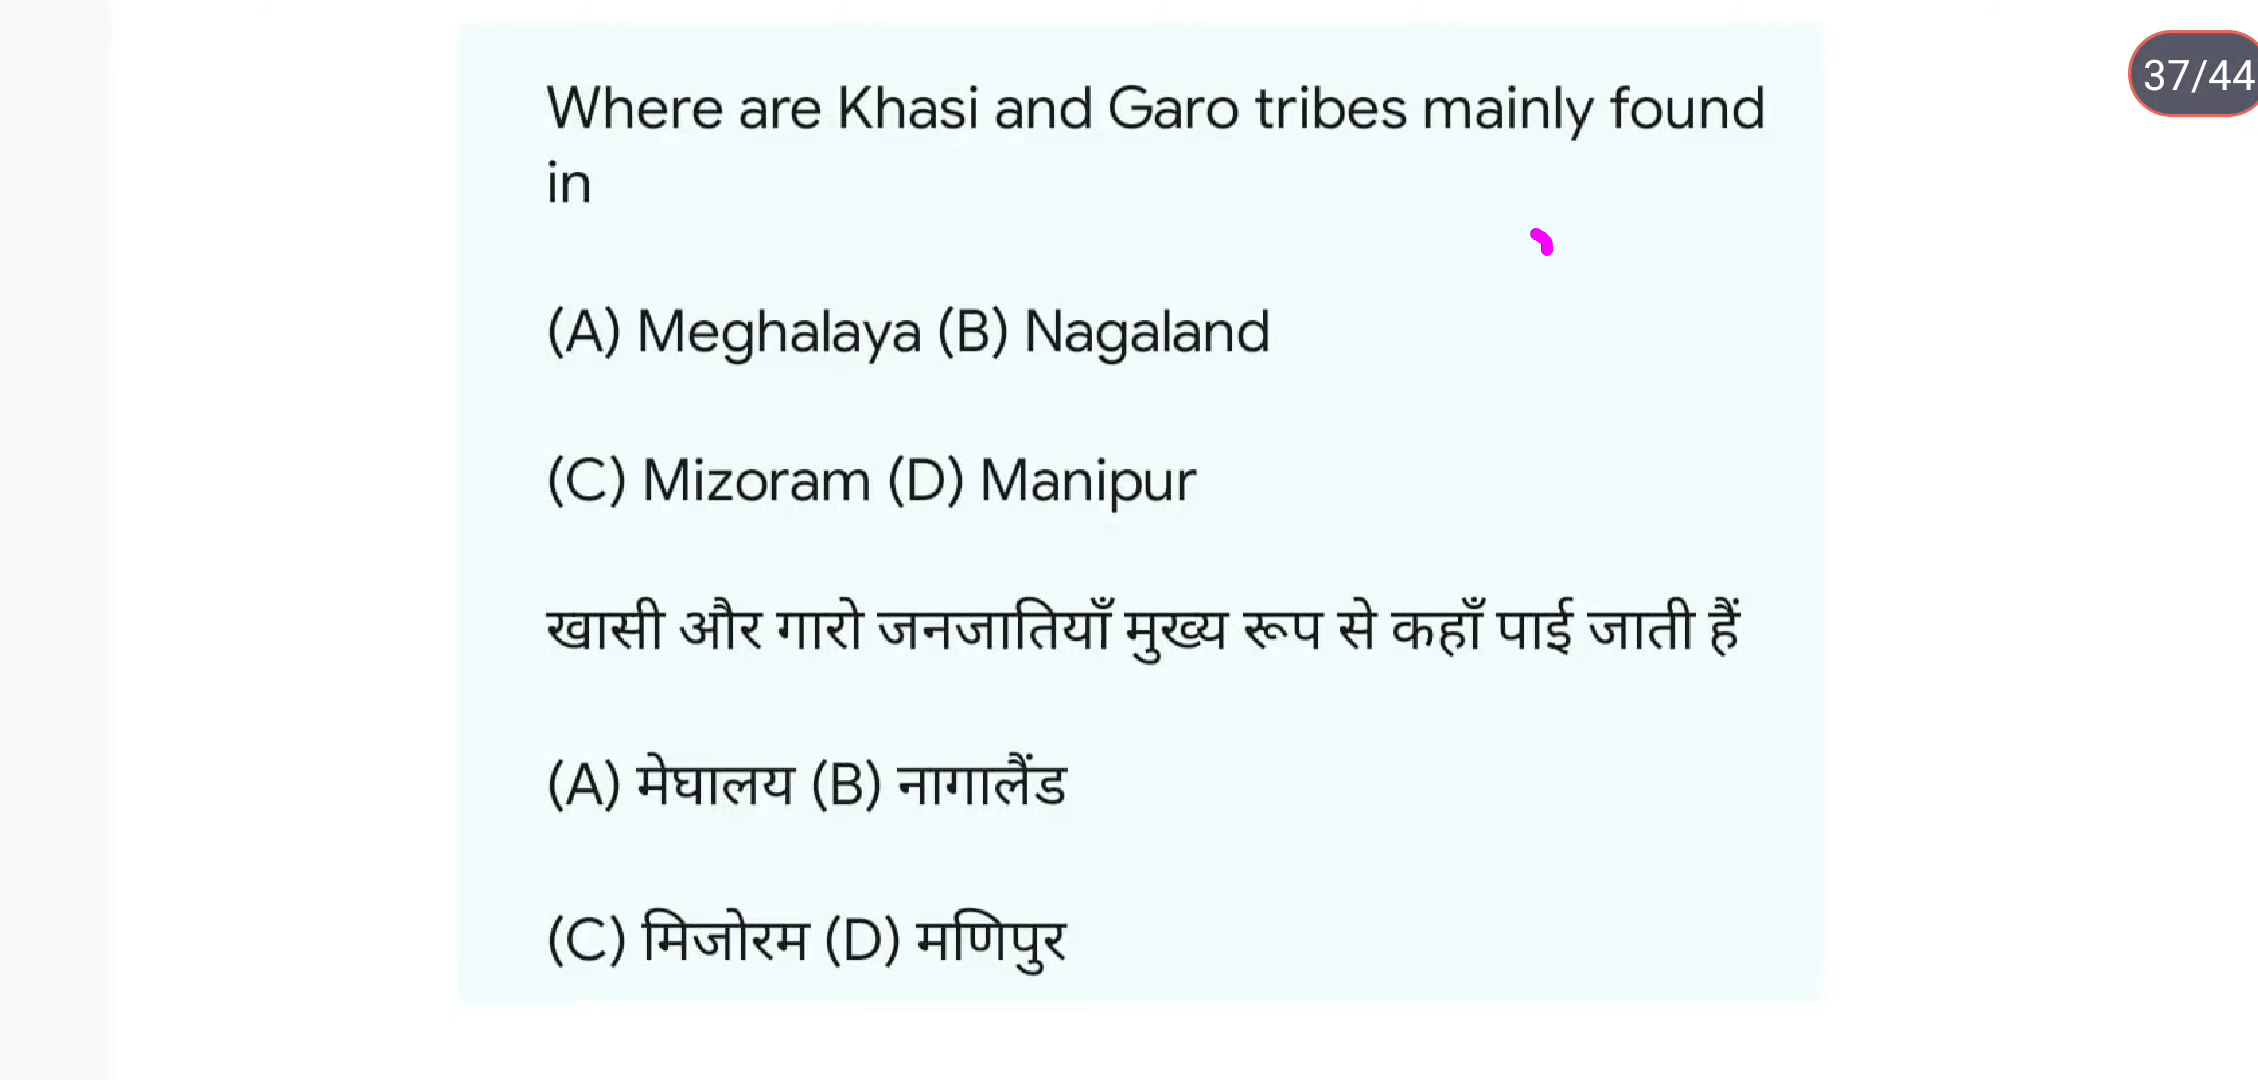 37/44
Where are Khasi and Garo tribes mainly found
in
(A) Meghalaya (B) Nagaland
(C) Mizoram (D) Manipur
खासी और गारो जनजातियाँ मुख्य रूप से कहाँ पाई जाती हैं
(A) मेघालय (B) नागालैंड
(C) मिजोरम (D) मणिपुर